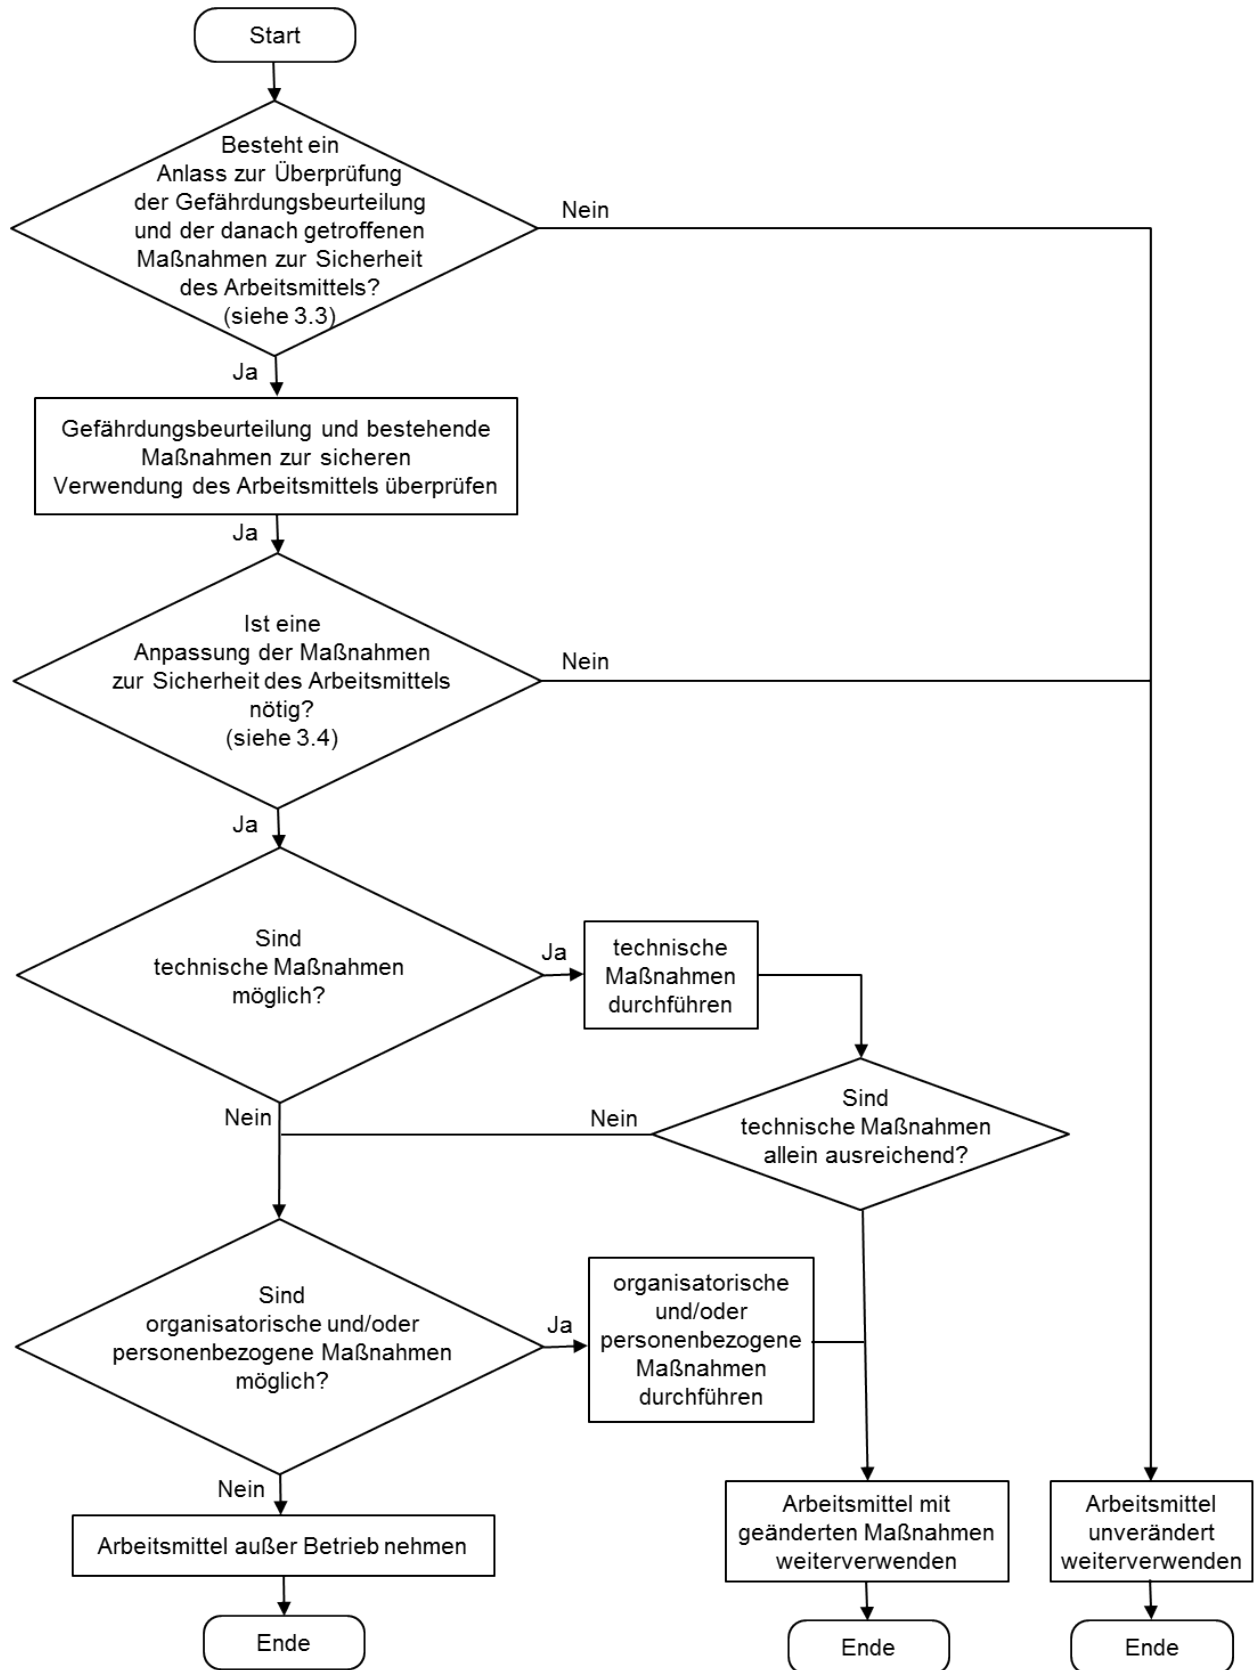 Start
Besteht ein
Anlass zur Überprüfung
der Gefährdungsbeurteilung
und der danach getroffenen
Maßnahmen zur Sicherheit
des Arbeitsmittels?
(siehe 3.3)
Nein
Ja
Gefährdungsbeurteilung und bestehende
Maßnahmen zur sicheren
Verwendung des Arbeitsmittels überprüfen
Ja
Ist eine
Anpassung der Maßnahmen
zur Sicherheit des Arbeitsmittels
nötig?
(siehe 3.4)
Nein
Ja
Sind
technische Maßnahmen
möglich?
Ja
technische
Maßnahmen
durchführen
Nein
Nein
Sind
technische Maßnahmen
allein ausreichend?
Sind
organisatorische und/oder
personenbezogene Maßnahmen
möglich?
Ja
organisatorische
und/oder
personenbezogene
Maßnahmen
durchführen
Nein
Arbeitsmittel außer Betrieb nehmen
Arbeitsmittel mit
geänderten Maßnahmen
weiterverwenden
Arbeitsmittel
unverändert
weiterverwenden
Ende
Ende
Ende